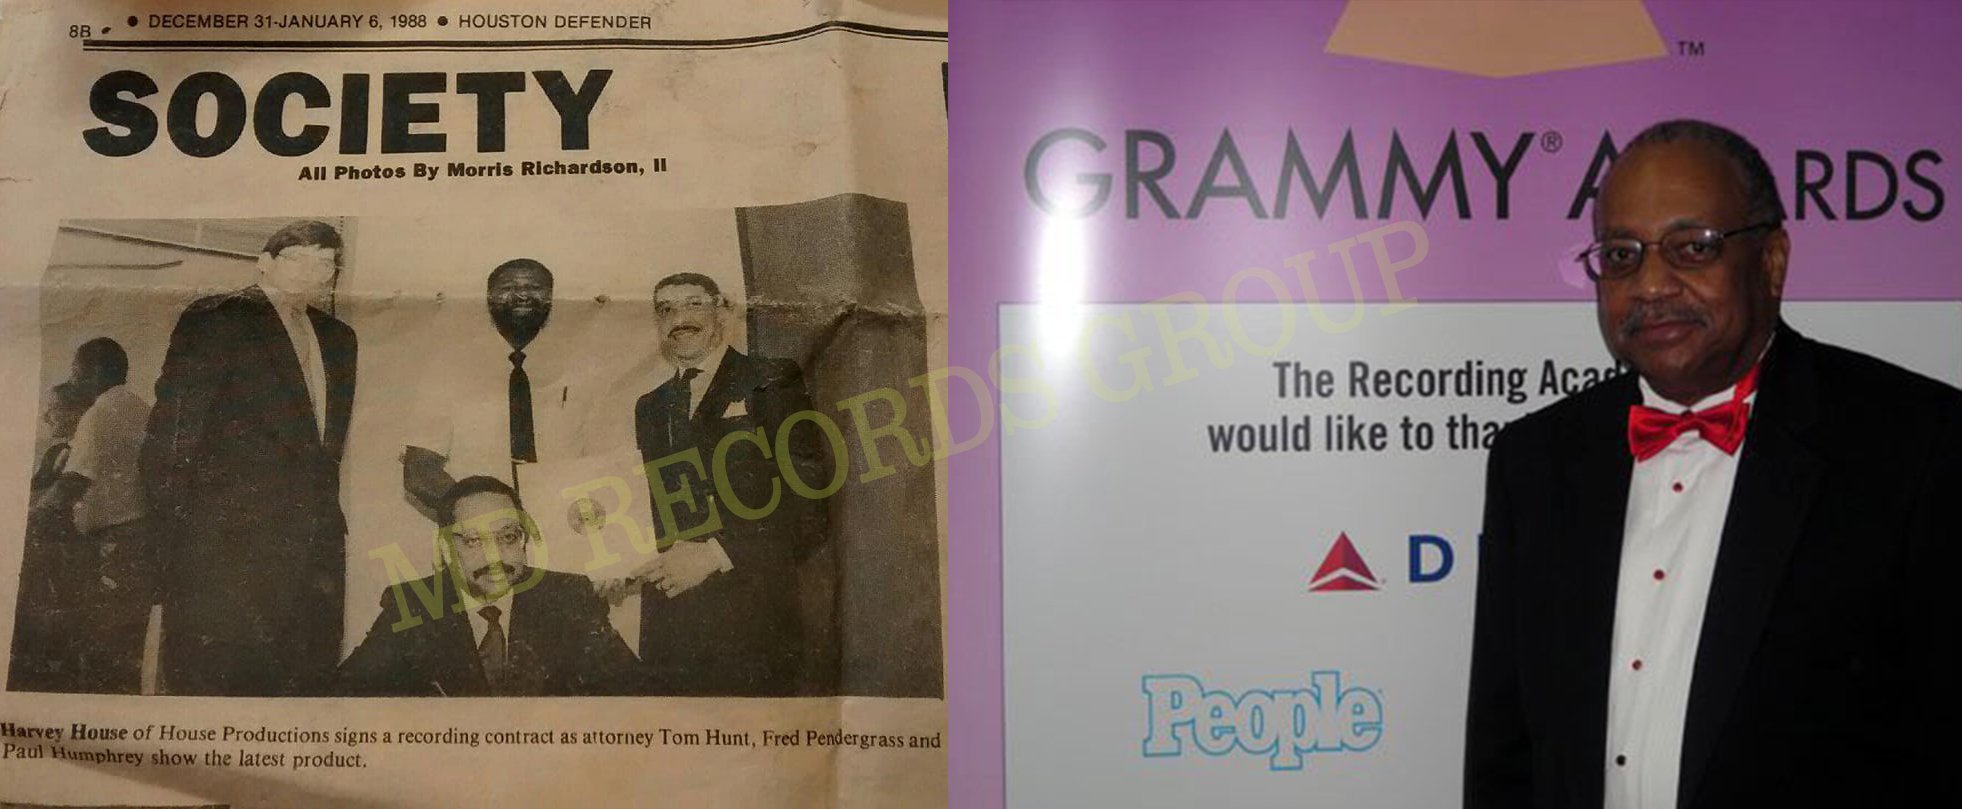 8B • DECEMBER 31-JANUARY 6, 1988 • HOUSTON DEFENDER
SOCIETY
All Photos By Morris Richardson, II
Harvey House of House Productions signs a recording contract as attorney Tom Hunt, Fred Pendergrass and
Paul Humphrey show the latest product.
TM
GRAMMY® A RDS
The Recording Acad
would like to tha
D
People
MD RECORDS GROUP